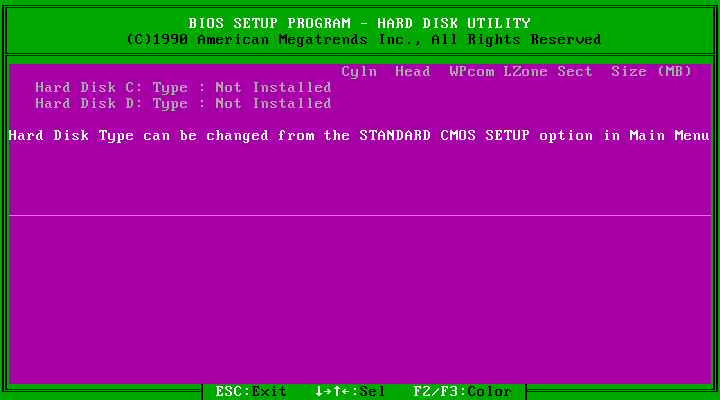 BIOS SETUP PROGRAM - HARD DISK UTILITY
(C)1990 American Megatrends Inc., All Rights Reserved
Cyln Head WPcom LZone Sect Size (MB)
Hard Disk C: Type : Not Installed
Hard Disk D: Type : Not Installed
Hard Disk Type can be changed from the STANDARD CMOS SETUP option in Main Menu
ESC:Exit ↓→↑←:Sel F2/F3:Color